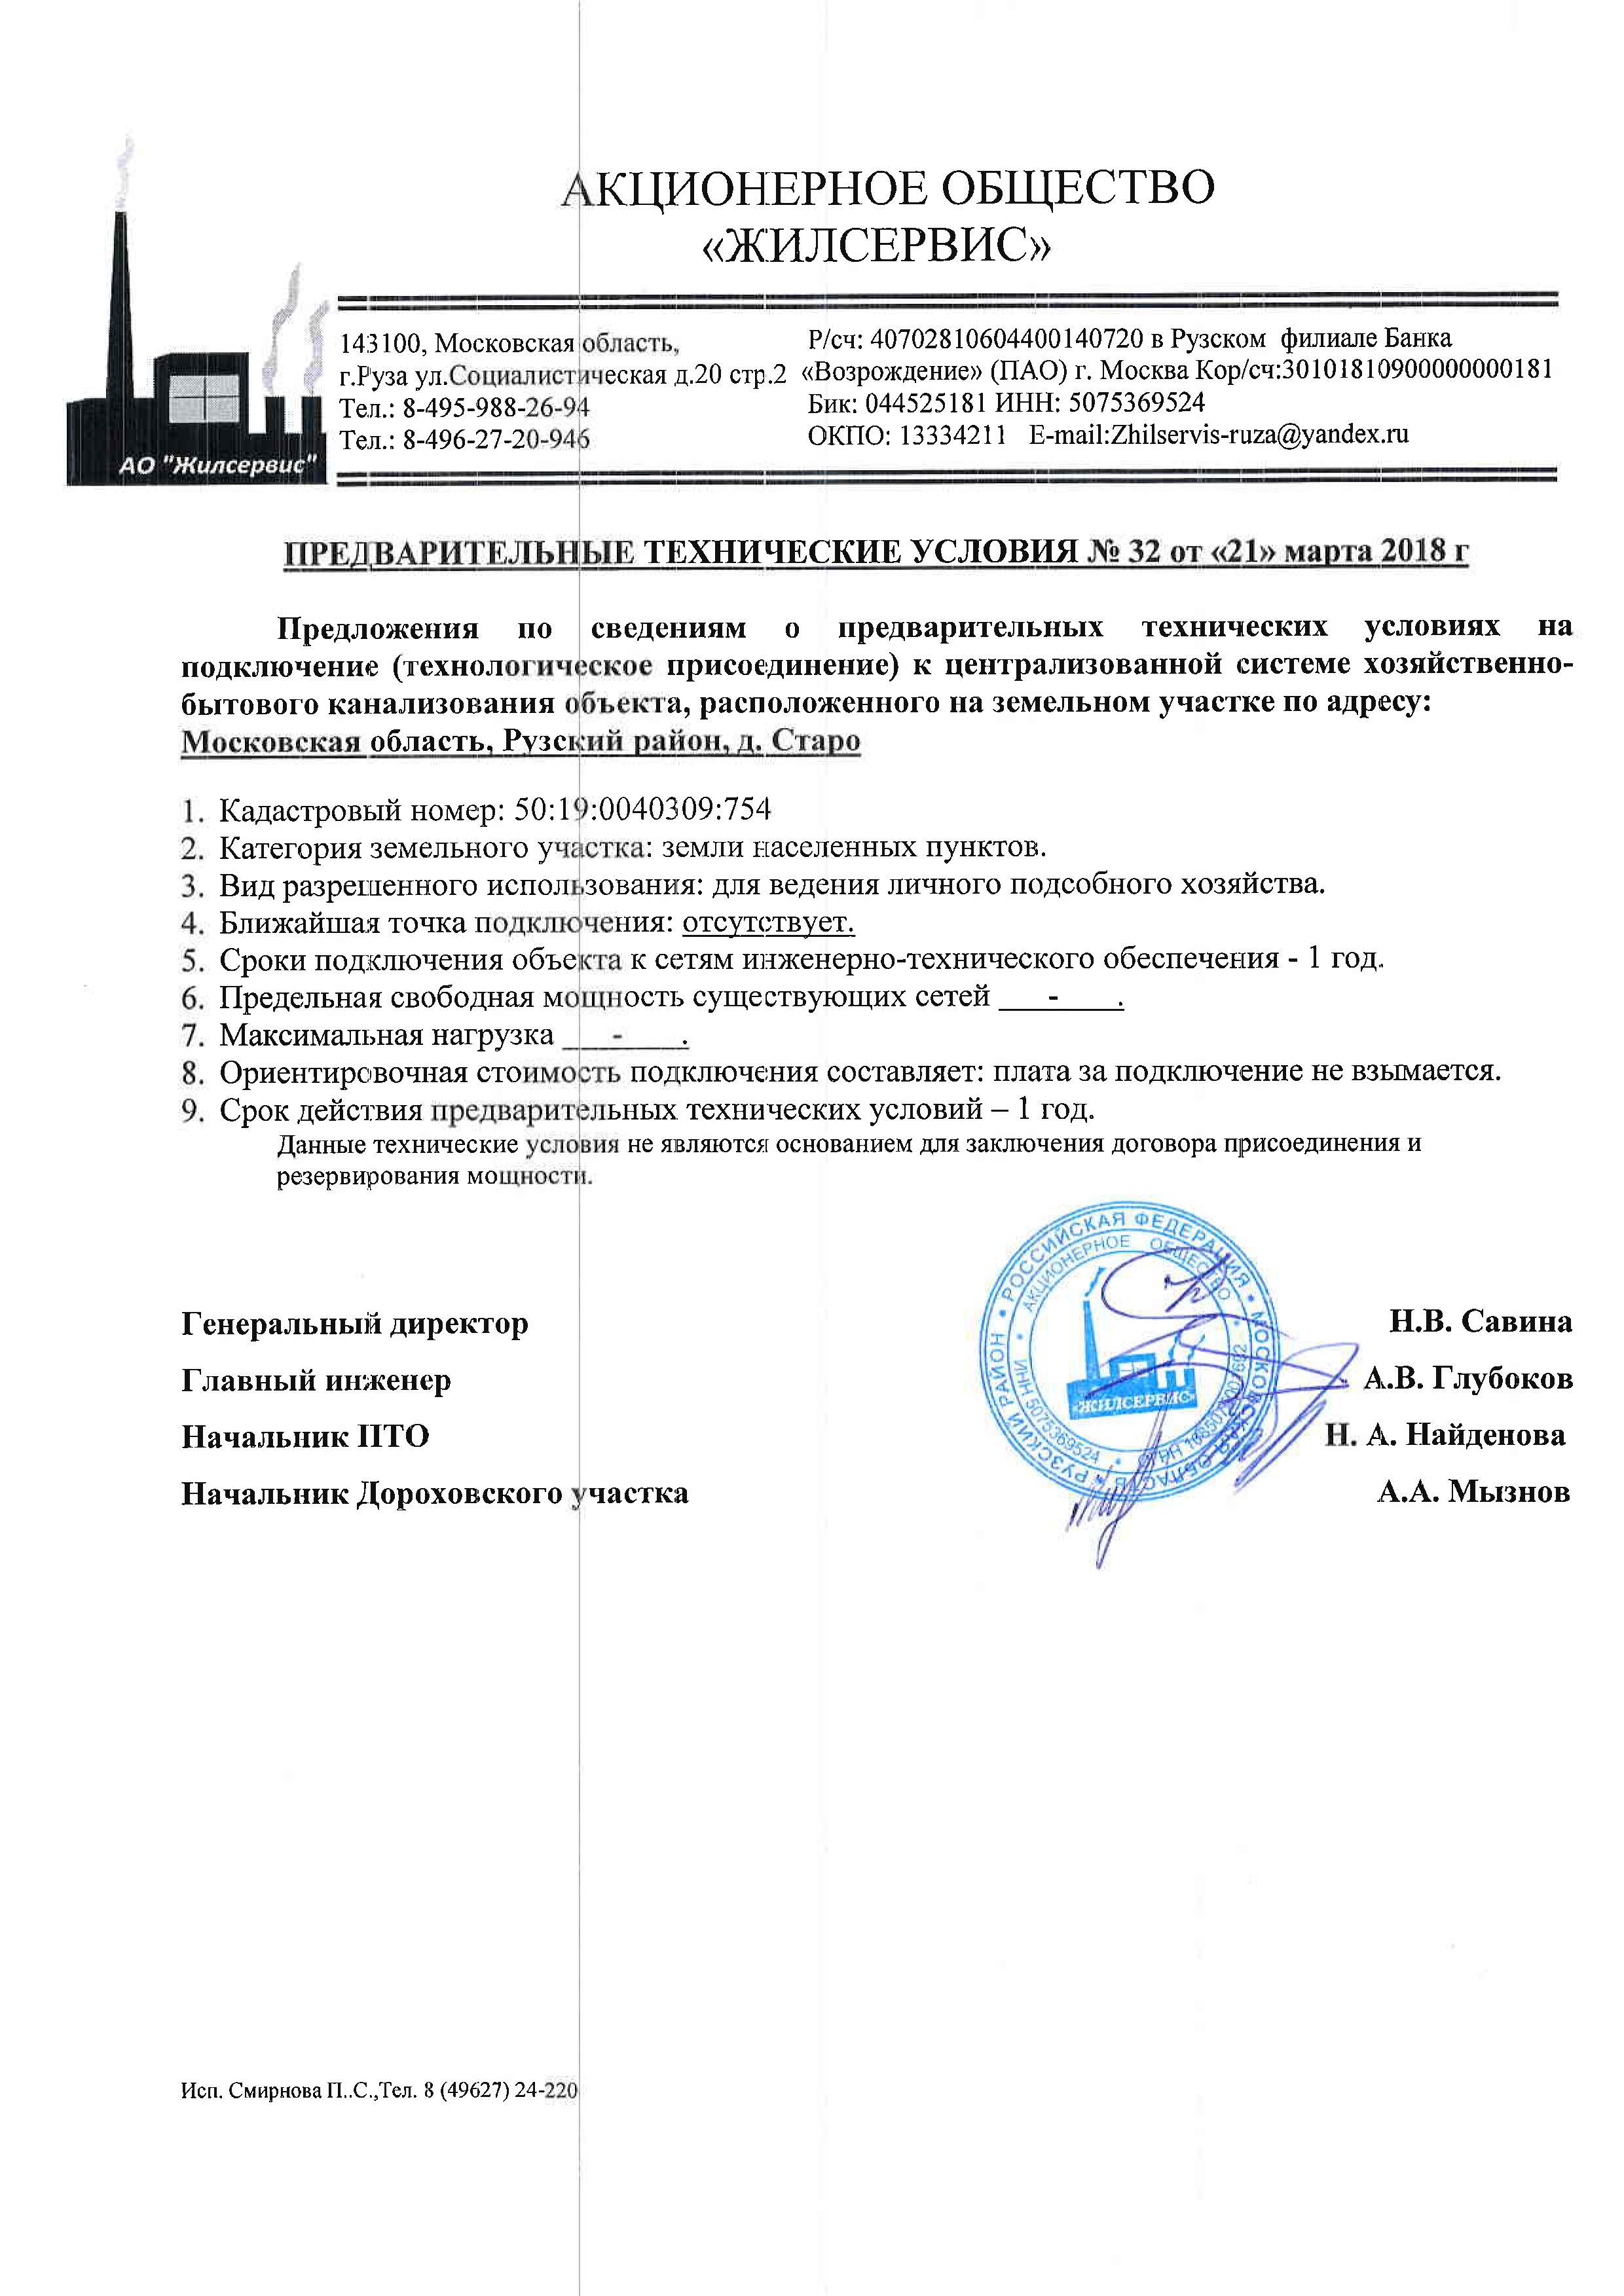 АКЦИОНЕРНОЕ ОБЩЕСТВО
«ЖИЛСЕРВИС»
143100, Московская область,
г.Руза ул.Социалистическая д.20 стр.2
Тел.: 8-495-988-26-94
Тел.: 8-496-27-20-946
Р/сч: 40702810604400140720 в Рузском филиале Банка
«Возрождение» (ПАО) г. Москва Кор/сч:30101810900000000181
Бик: 044525181 ИНН: 5075369524
ОКПО: 13334211 E-mail:Zhilservis-ruza@yandex.ru
АО "Жилсервис"
ПРЕДВАРИТЕЛЬНЫЕ ТЕХНИЧЕСКИЕ УСЛОВИЯ № 32 от «21» марта 2018 г
Предложения по сведениям о предварительных технических условиях на
подключение (технологическое присоединение) к централизованной системе хозяйственно-
бытового канализования объекта, расположенного на земельном участке по адресу:
Московская область, Рузский район, д. Старо
1. Кадастровый номер: 50:19:0040309:754
2. Категория земельного участка: земли населенных пунктов.
3. Вид разрешенного использования: для ведения личного подсобного хозяйства.
4. Ближайшая точка подключения: отсутствует.
5. Сроки подключения объекта к сетям инженерно-технического обеспечения - 1 год.
6. Предельная свободная мощность существующих сетей ___-____.
7. Максимальная нагрузка ___-____.
8. Ориентировочная стоимость подключения составляет: плата за подключение не взымается.
9. Срок действия предварительных технических условий – 1 год.
Данные технические условия не являются основанием для заключения договора присоединения и
резервирования мощности.
РОССИЙСКАЯ ФЕДЕРАЦИЯ * МОСКОВСКАЯ ОБЛАСТЬ * РУЗСКИЙ РАЙОН *
АКЦИОНЕРНОЕ ОБЩЕСТВО
ИНН 5075369524
ОГРН
«ЖИЛСЕРВИС»
Генеральный директор Н.В. Савина
Главный инженер А.В. Глубоков
Начальник ПТО Н. А. Найденова
Начальник Дороховского участка А.А. Мызнов
Исп. Смирнова П..С.,Тел. 8 (49627) 24-220